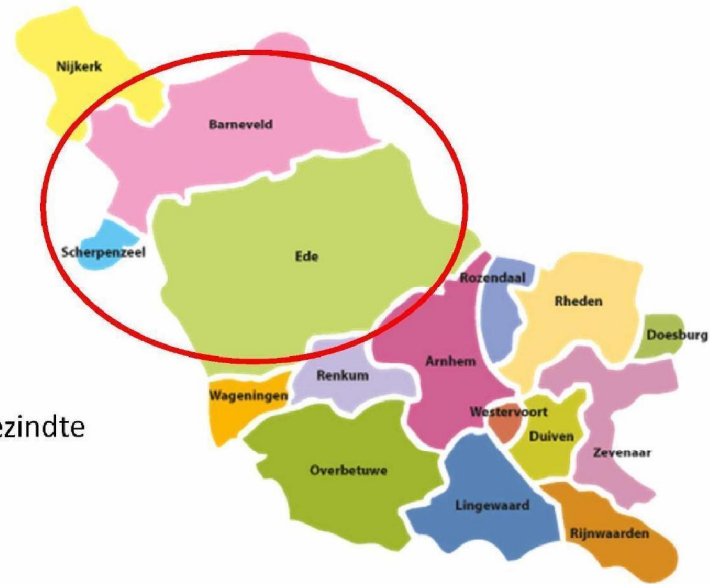 Nijkerk
Barneveld
Scherpenzeel
Ede
Rozendaal
Rheden
Doesburg
Arnhem
Renkum
Wageningen
Westervoort
Duiven
ezindte
Zevenaar
Overbetuwe
Lingewaard
Rijnwaarden